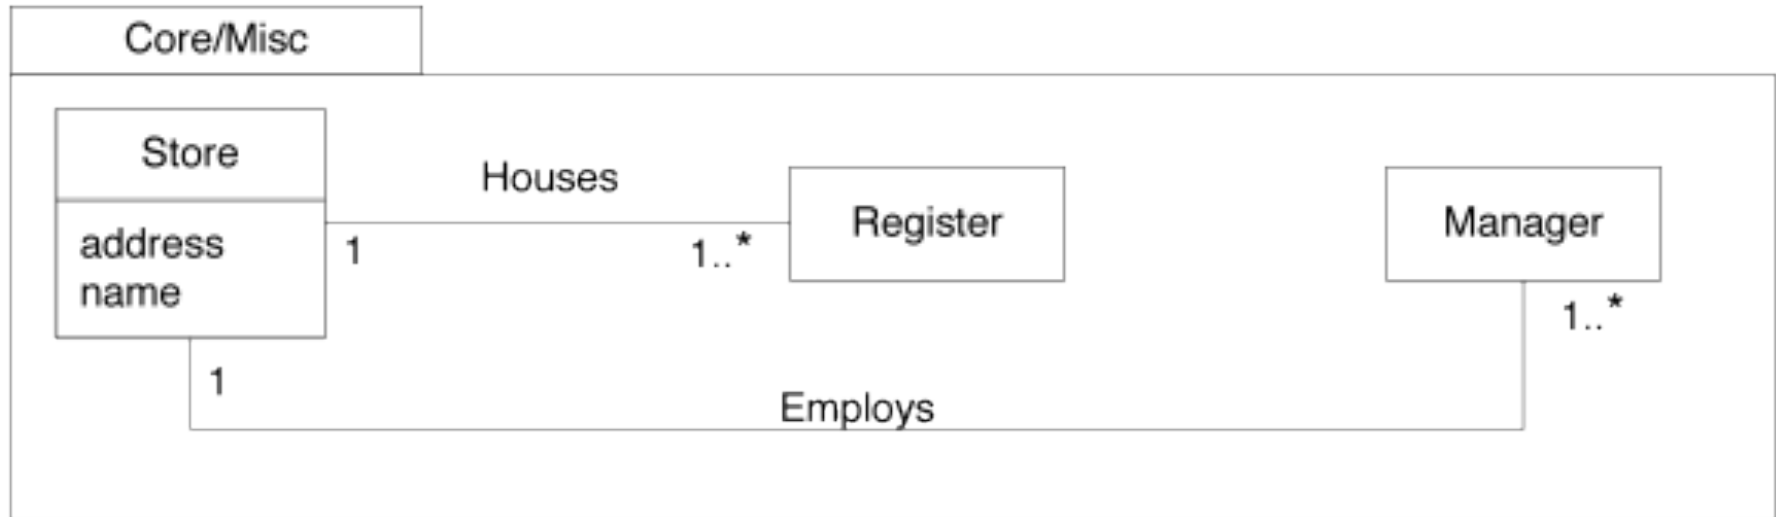 Core/Misc
Store
address
name
Houses
1
1..*
Register
Manager
1..*
1
Employs